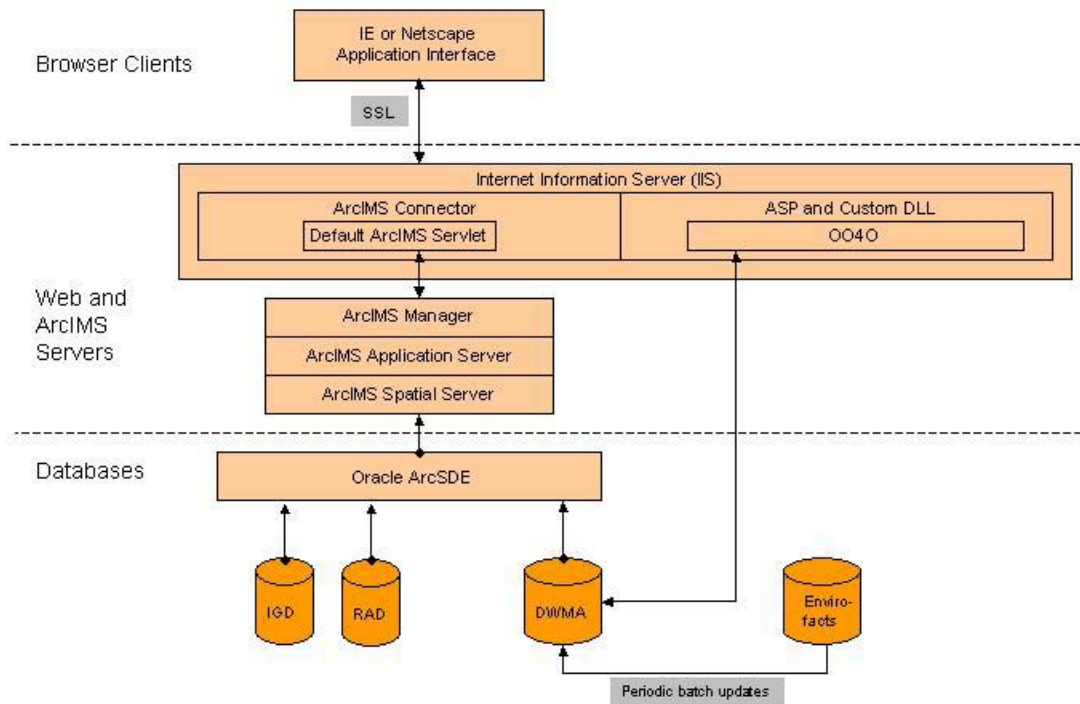 IE or Netscape
Application Interface
Browser Clients
SSL
Internet Information Server (IIS)
ArcIMS Connector
Default ArcIMS Servlet
ASP and Custom DLL
OO4O
Web and
ArcIMS
Servers
ArcIMS Manager
ArcIMS Application Server
ArcIMS Spatial Server
Databases
Oracle ArcSDE
IGD
RAD
DWMA
Enviro-
facts
Periodic batch updates